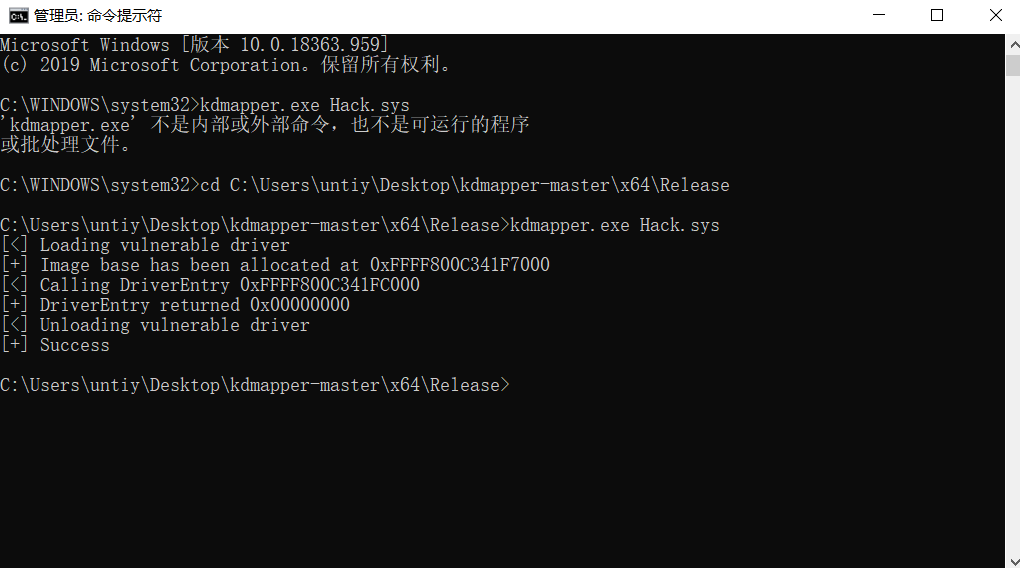 管理员: 命令提示符
Microsoft Windows [版本 10.0.18363.959]
(c) 2019 Microsoft Corporation。保留所有权利。
C:\WINDOWS\system32>kdmapper.exe Hack.sys
'kdmapper.exe' 不是内部或外部命令，也不是可运行的程序
或批处理文件。
C:\WINDOWS\system32>cd C:\Users\untiy\Desktop\kdmapper-master\x64\Release
C:\Users\untiy\Desktop\kdmapper-master\x64\Release>kdmapper.exe Hack.sys
[<] Loading vulnerable driver
[+] Image base has been allocated at 0xFFFF800C341F7000
[<] Calling DriverEntry 0xFFFF800C341FC000
[+] DriverEntry returned 0x00000000
[<] Unloading vulnerable driver
[+] Success
C:\Users\untiy\Desktop\kdmapper-master\x64\Release>